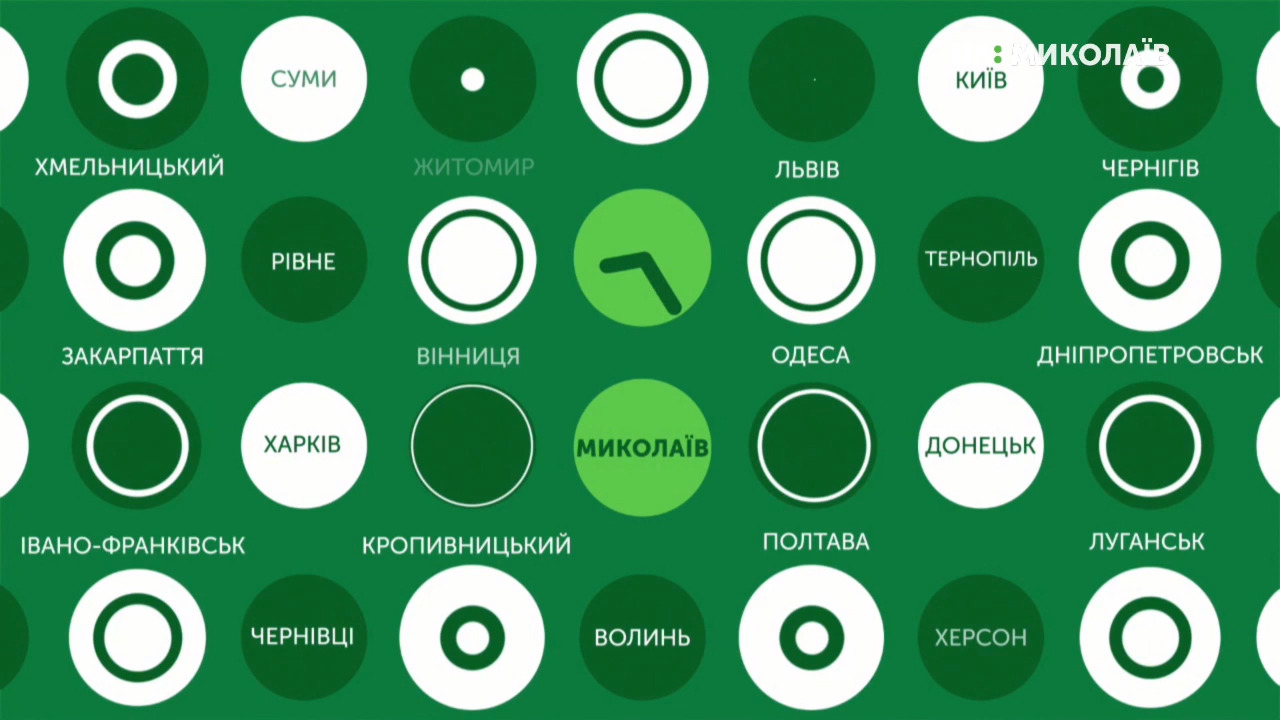 : МИКОЛАЇВ
СУМИ
КИЇВ
ХМЕЛЬНИЦЬКИЙ
ЖИТОМИР
ЛЬВІВ
ЧЕРНІГІВ
РІВНЕ
ТЕРНОПІЛЬ
ЗАКАРПАТТЯ
ВІННИЦЯ
ОДЕСА
ДНІПРОПЕТРОВСЬК
ХАРКІВ
МИКОЛАЇВ
ДОНЕЦЬК
ІВАНО-ФРАНКІВСЬК
КРОПИВНИЦЬКИЙ
ПОЛТАВА
ЛУГАНСЬК
ЧЕРНІВЦІ
ВОЛИНЬ
ХЕРСОН